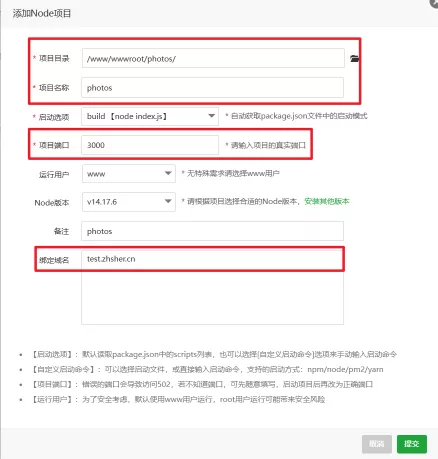 添加Node项目
* 项目目录 /www/wwwroot/photos/
* 项目名称 photos
* 启动选项 build 【node index.js】 * 自动获取package.json文件中的启动模式
* 项目端口 3000 * 请输入项目的真实端口
运行用户 www * 无特殊需求请选择www用户
Node版本 v14.17.6 * 请根据项目选择合适的Node版本，安装其他版本
备注 photos
绑定域名 test.zhsher.cn
【启动选项】：默认读取package.json中的scripts列表，也可以选择[自定义启动命令]选项来手动输入启动命令
【自定义启动命令】：可以选择启动文件，或直接输入启动命令，支持的启动方式：npm/node/pm2/yarn
【项目端口】：错误的端口会导致访问502，若不知道端口，可先随意填写，启动项目后再改为正确端口
【运行用户】：为了安全考虑，默认使用www用户运行，root用户运行可能带来安全风险
取消 提交